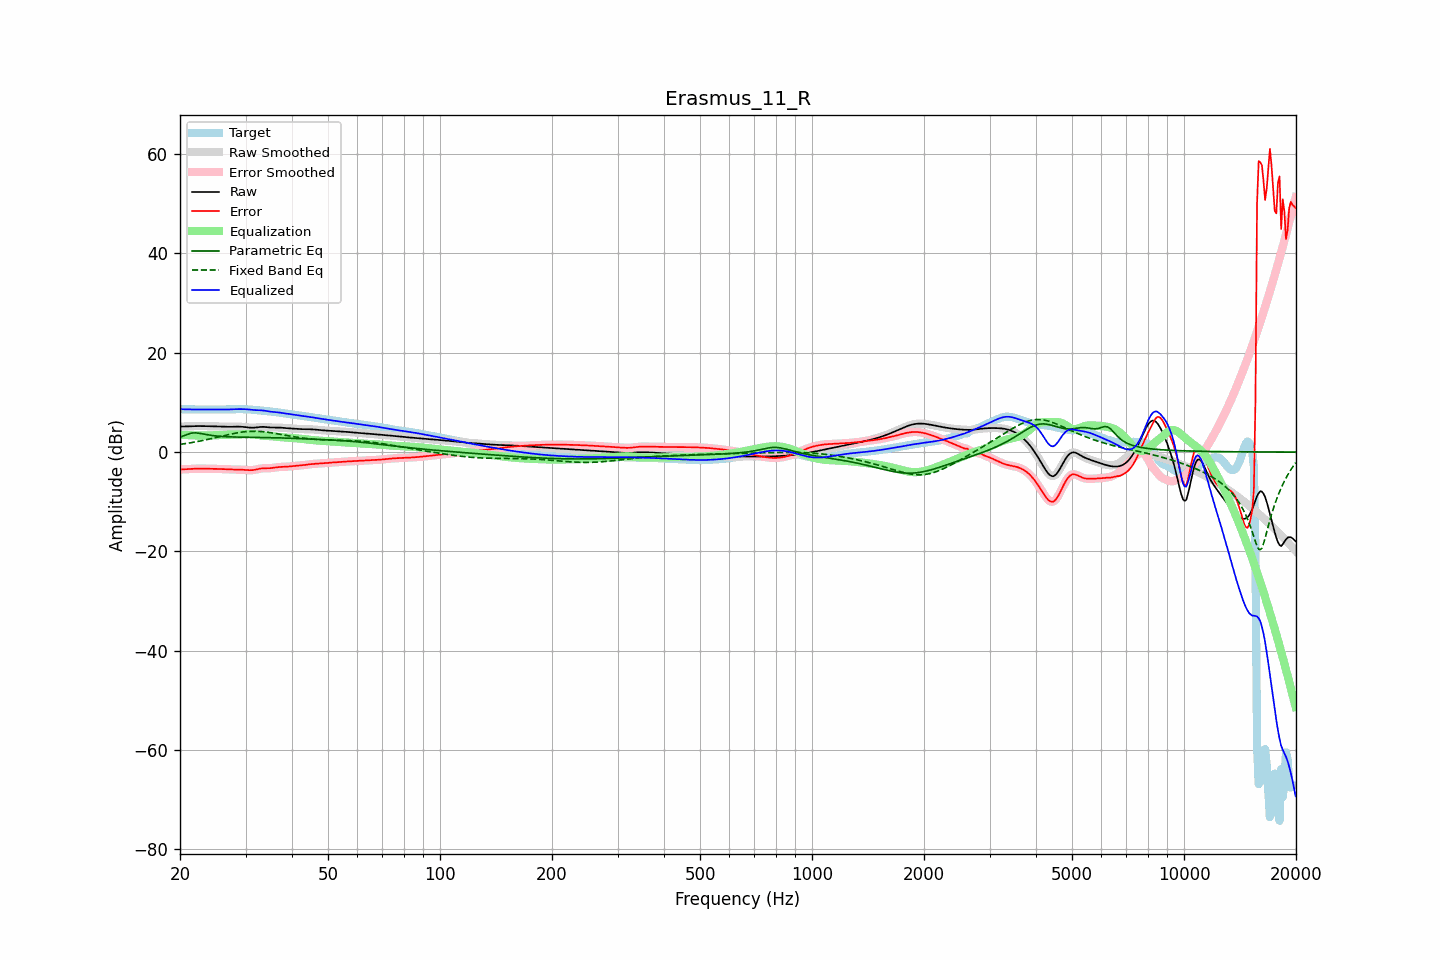 Erasmus_11_R
Target
Raw Smoothed
Error Smoothed
Raw
Error
Equalization
Parametric Eq
Fixed Band Eq
Equalized
60
40
20
0
−20
−40
−60
−80
Amplitude (dBr)
20
50
100
200
500
1000
2000
5000
10000
20000
Frequency (Hz)